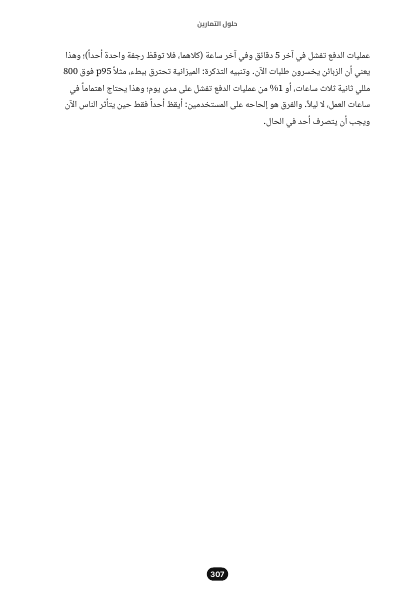 حلول التمارين
عمليات الدفع تفشل في آخر 5 دقائق وفي آخر ساعة (كلاهما، فلا توقظ رجفة واحدة أحداً)؛ وهذا
يعني أن الزبائن يخسرون طلبات الآن. وتنبيه التذكرة: الميزانية تحترق ببطء، مثلاً p95 فوق 800
مللي ثانية ثلاث ساعات، أو 1% من عمليات الدفع تفشل على مدى يوم؛ وهذا يحتاج اهتماماً في
ساعات العمل، لا ليلاً. والفرق هو إلحاحه على المستخدمين: أيقظ أحداً فقط حين يتأثر الناس الآن
ويجب أن يتصرف أحد في الحال.
307